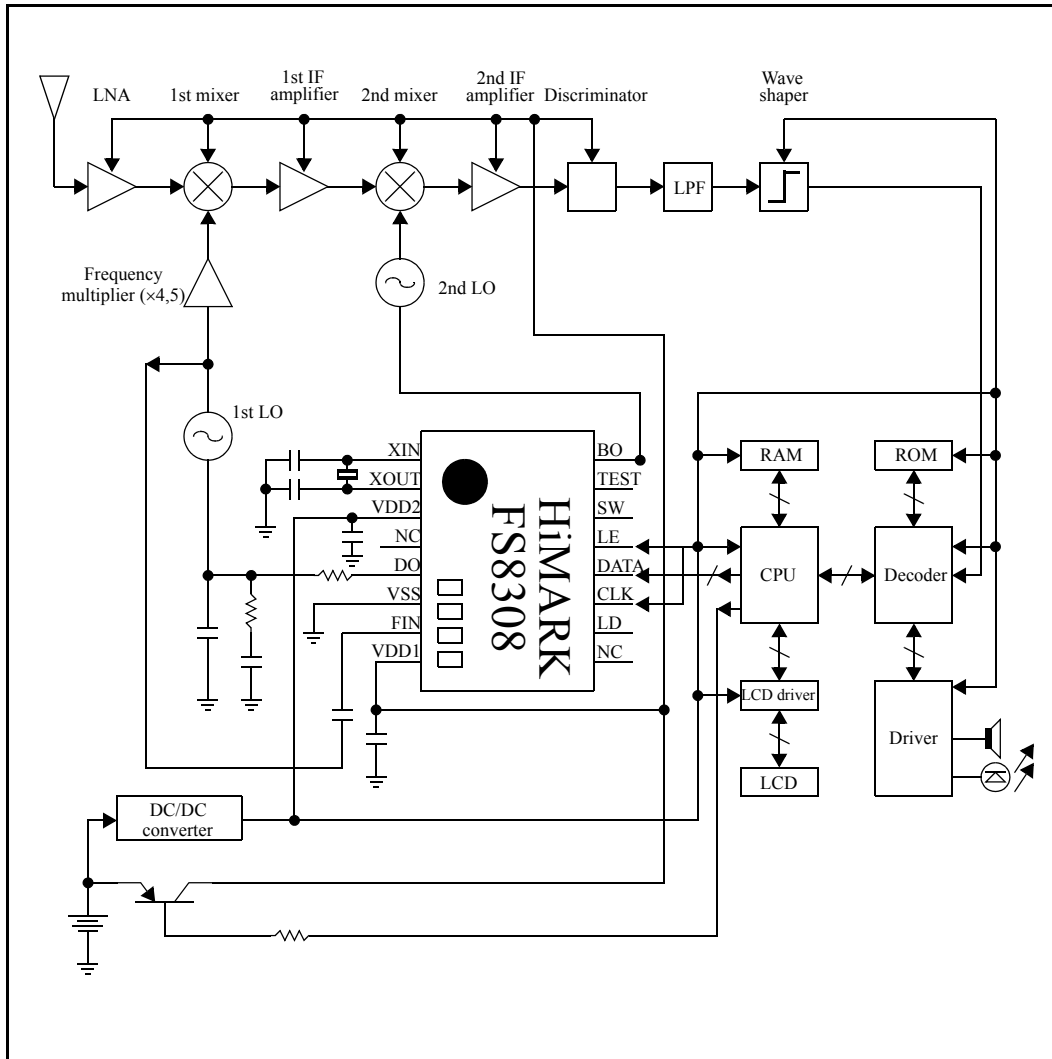 LNA
1st mixer
1st IF
amplifier
2nd mixer
2nd IF
amplifier
Discriminator
Wave
shaper
LPF
Frequency
multiplier (×4,5)
2nd LO
1st LO
XIN
XOUT
VDD2
NC
DO
VSS
FIN
VDD1
HiMARK
FS8308
BO
TEST
SW
LE
DATA
CLK
LD
NC
RAM
ROM
CPU
Decoder
LCD driver
Driver
LCD
DC/DC
converter